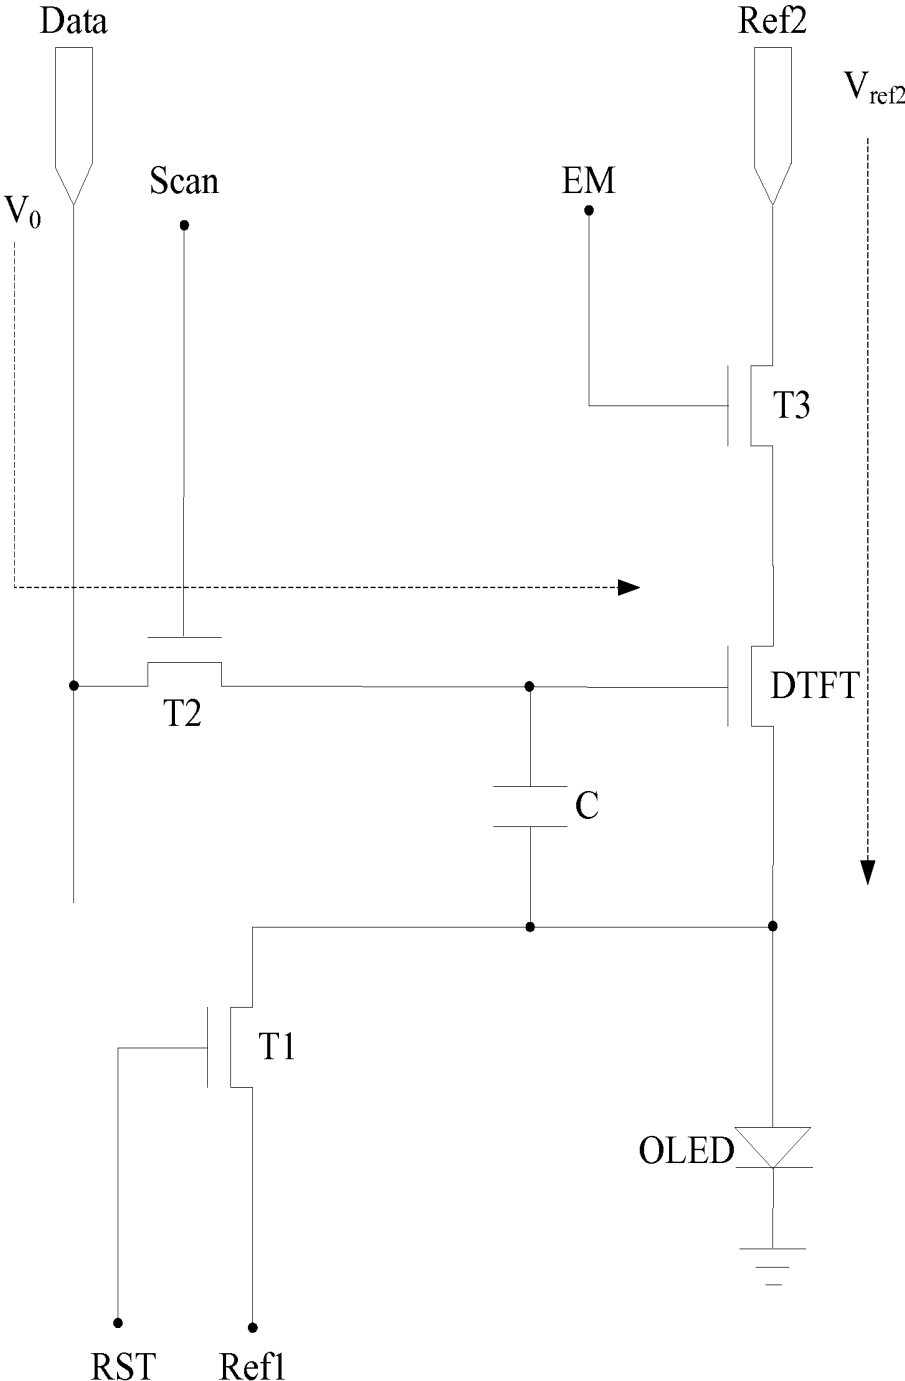 Data
Ref2
Vref2
Scan
EM
V0
T3
DTFT
T2
C
T1
OLED
RST
Ref1